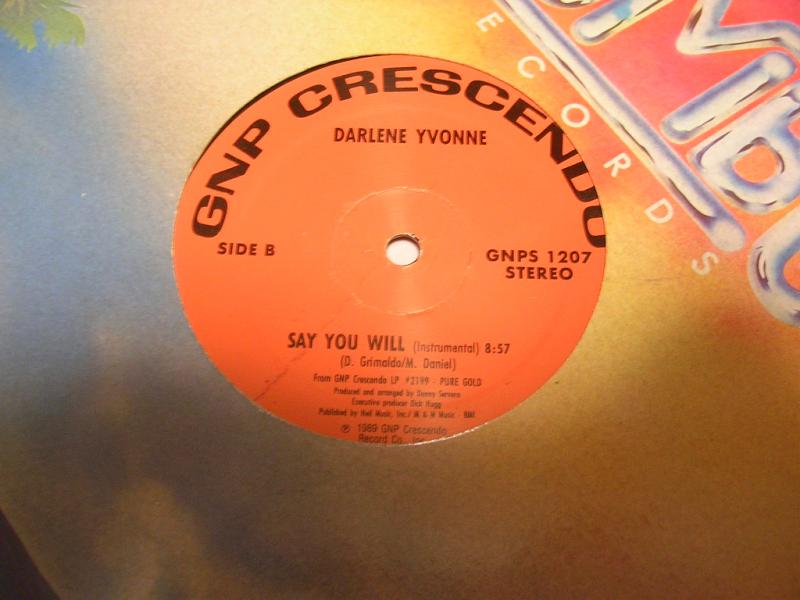 GNP CRESCENDO
DARLENE YVONNE
SIDE B
GNPS 1207
STEREO
SAY YOU WILL (Instrumental) 8:57
(D. Grimaldo/M. Daniel)
From GNP Crescendo LP #2199 - PURE GOLD
Produced and arranged by Danny Serrano
Executive producer Dick Hugg
Published by Neil Music, Inc./ M & M Music - BMI
℗ 1989 GNP Crescendo
Record Co., Inc.
ECORDS